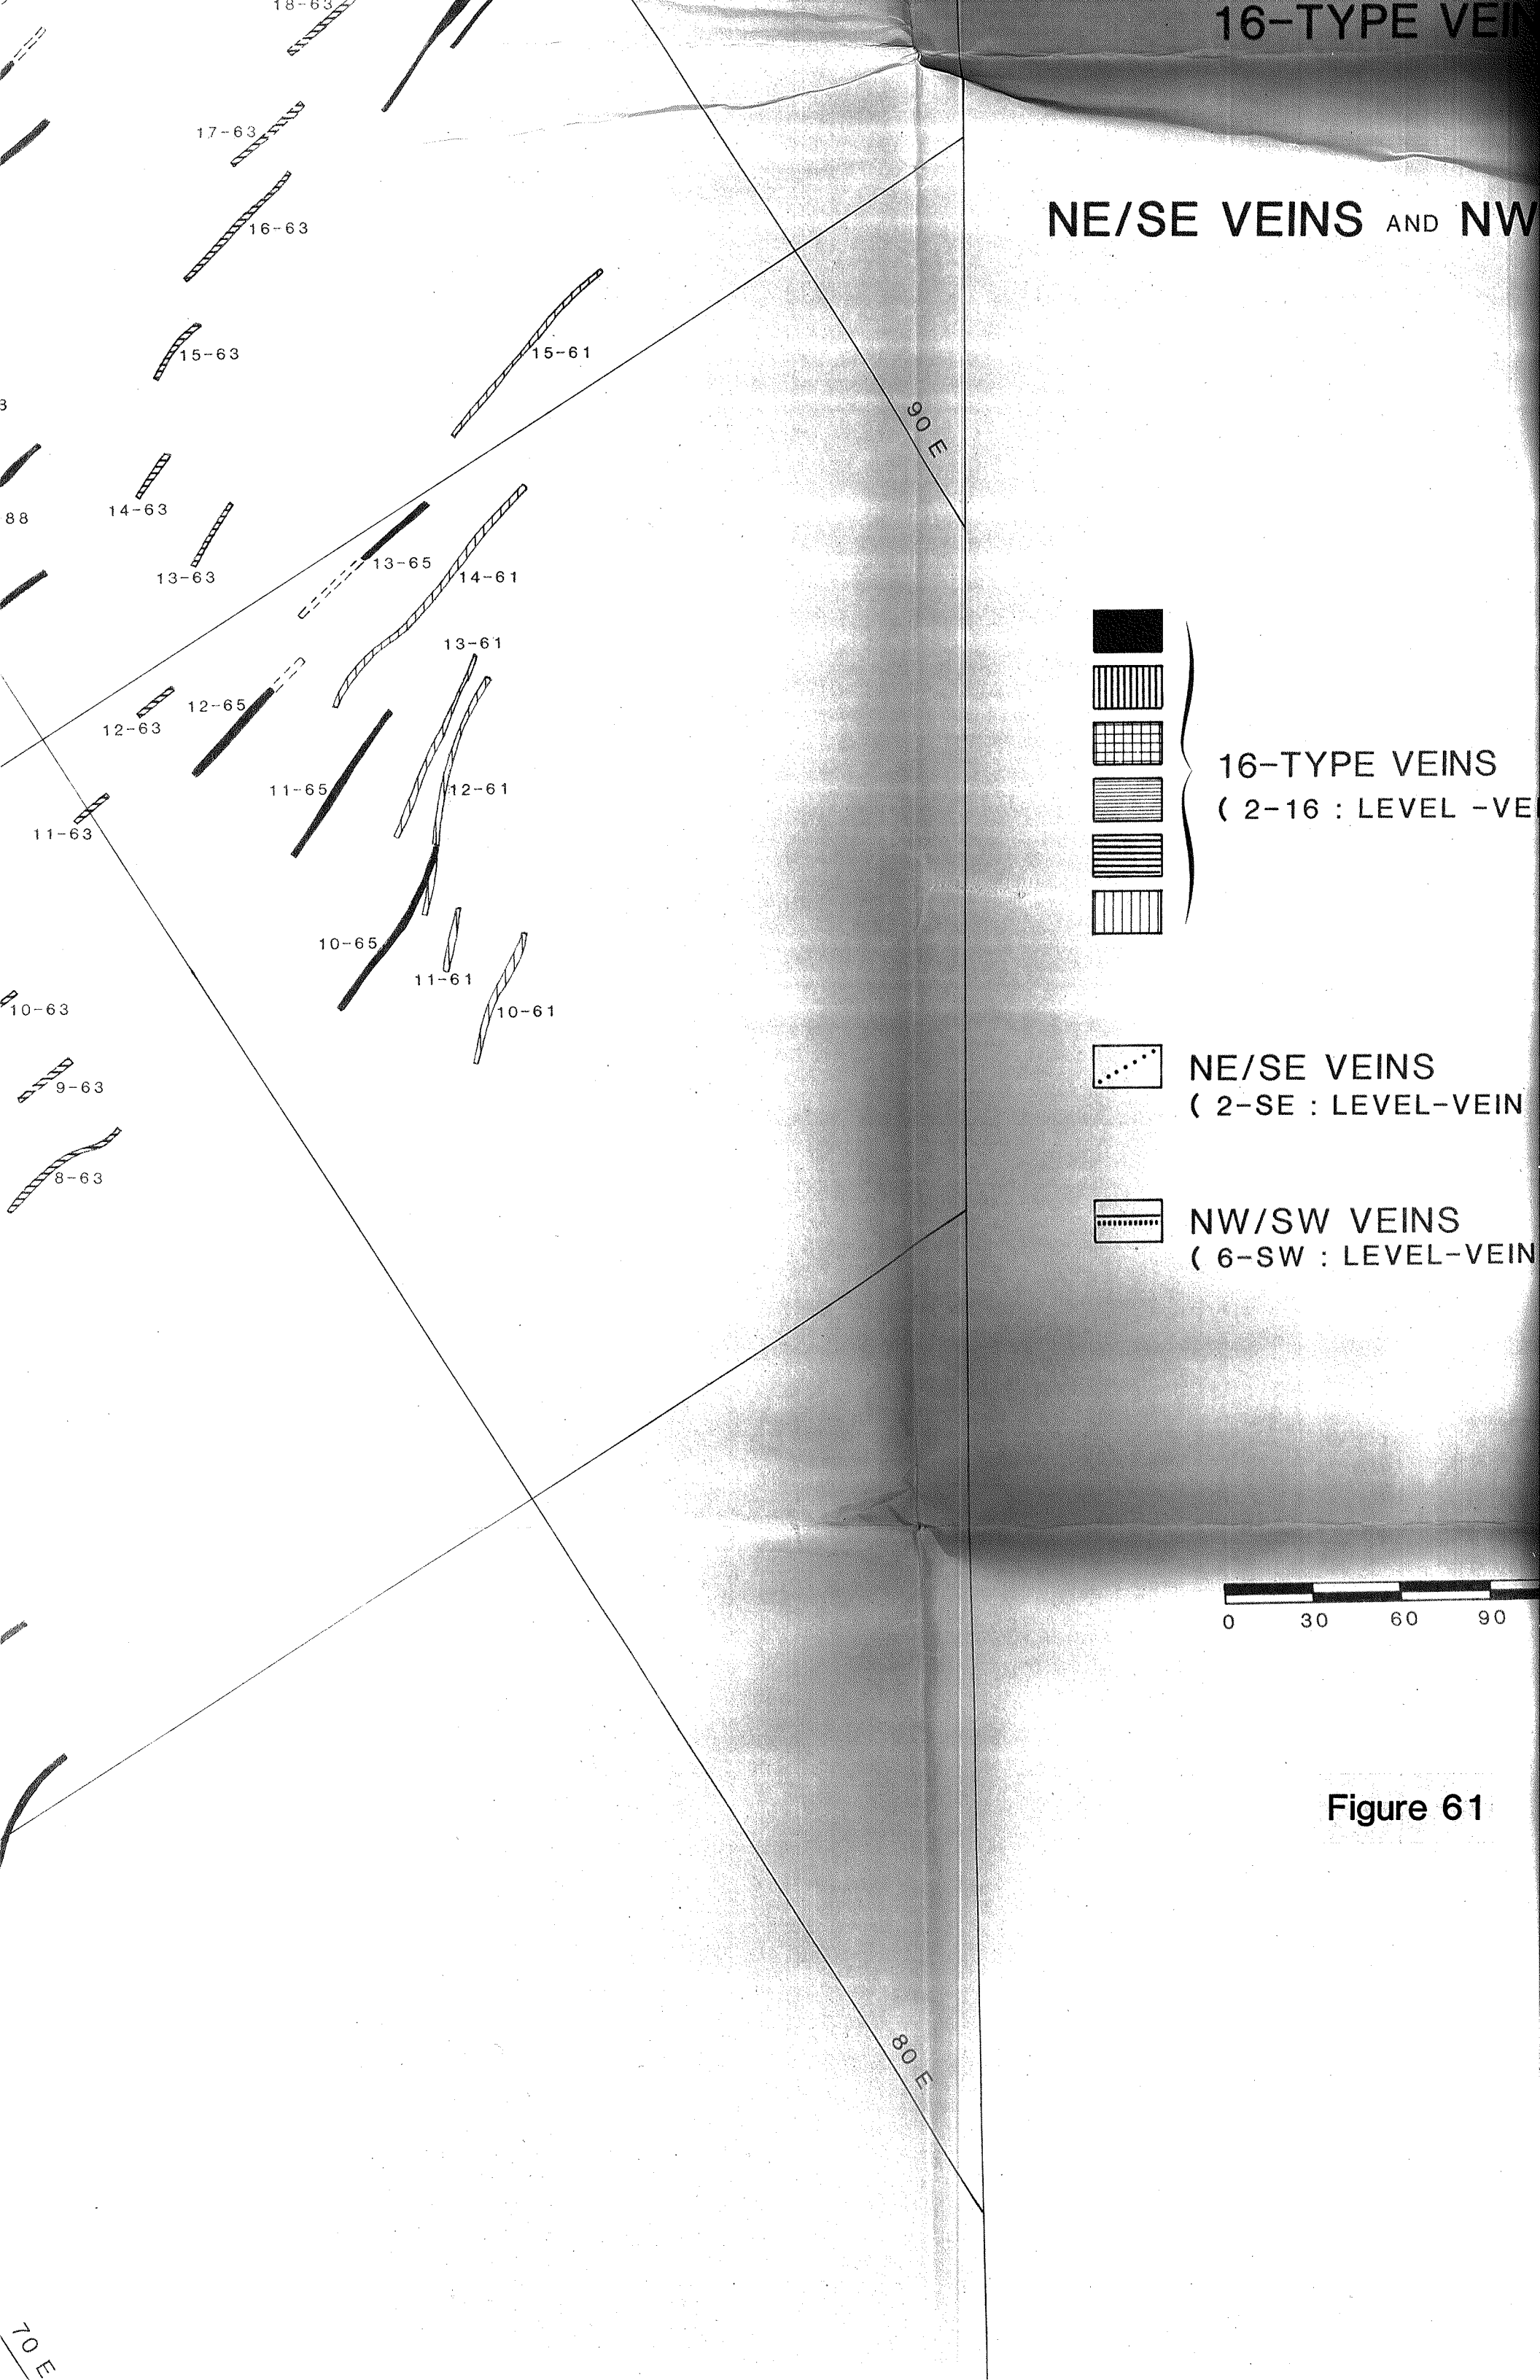 18-63
16-TYPE VEIN
17-63
NE/SE VEINS AND NW
16-63
15-63
15-61
3
90 E
14-63
88
13-65
13-63
14-61
13-61
12-65
12-63
16-TYPE VEINS
11-65
12-61
( 2-16 : LEVEL -VE
11-63
10-65
11-61
10-63
10-61
NE/SE VEINS
9-63
( 2-SE : LEVEL-VEIN
8-63
NW/SW VEINS
( 6-SW : LEVEL-VEIN
0 30 60 90
Figure 61
80 E
70 E